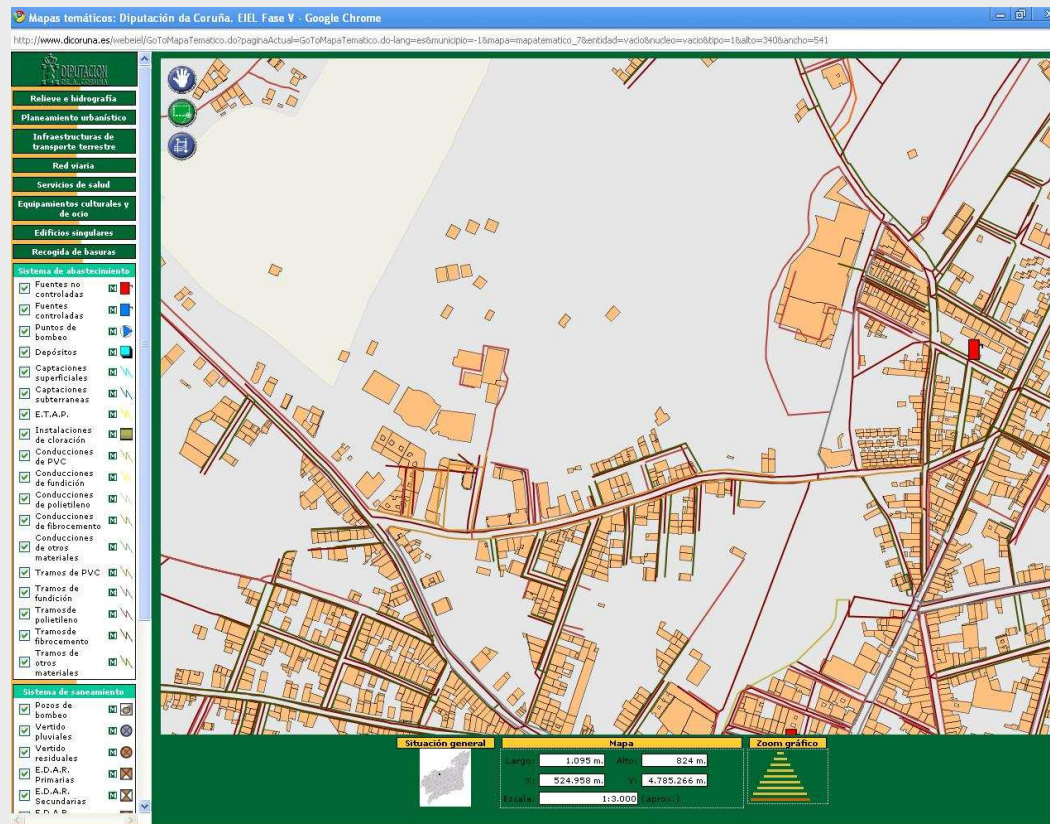 Mapas temáticos: Diputación da Coruña. EIEL Fase V - Google Chrome
http://www.dicoruna.es/webeiel/GoToMapaTematico.do?paginaActual=GoToMapaTematico.do-lang=es&municipio=-1&mapa=mapatematico_7&entidad=vacio&nucleo=vacio&tipo=1&alto=340&ancho=541
DIPUTACION
DE A CORUÑA
Relieve e hidrografía
Planeamiento urbanístico
Infraestructuras de
transporte terrestre
Red viaria
Servicios de salud
Equipamientos culturales y
de ocio
Edificios singulares
Recogida de basuras
Sistema de abastecimiento
Fuentes no
controladas
M
Fuentes
controladas
M
Puntos de
bombeo
M
Depósitos
M
Captaciones
superficiales
M
Captaciones
subterraneas
M
E.T.A.P.
M
Instalaciones
de cloración
M
Conducciones
de PVC
M
Conducciones
de fundición
M
Conducciones
de polietileno
M
Conducciones
de fibrocemento
M
Conducciones
de otros
materiales
M
Tramos de PVC
M
Tramos de
fundición
M
Tramosde
polietileno
M
Tramosde
fibrocemento
M
Tramos de
otros
materiales
M
Sistema de saneamiento
Pozos de
bombeo
M
Vertido
pluviales
M
Vertido
residuales
M
E.D.A.R.
Primarias
M
E.D.A.R.
Secundarias
M
E.D.A.R.
Situación general
Mapa
Largo: 1.095 m. Alto: 824 m.
X: 524.958 m. Y: 4.785.266 m.
Escala: 1:3.000 (aprox.)
Zoom gráfico